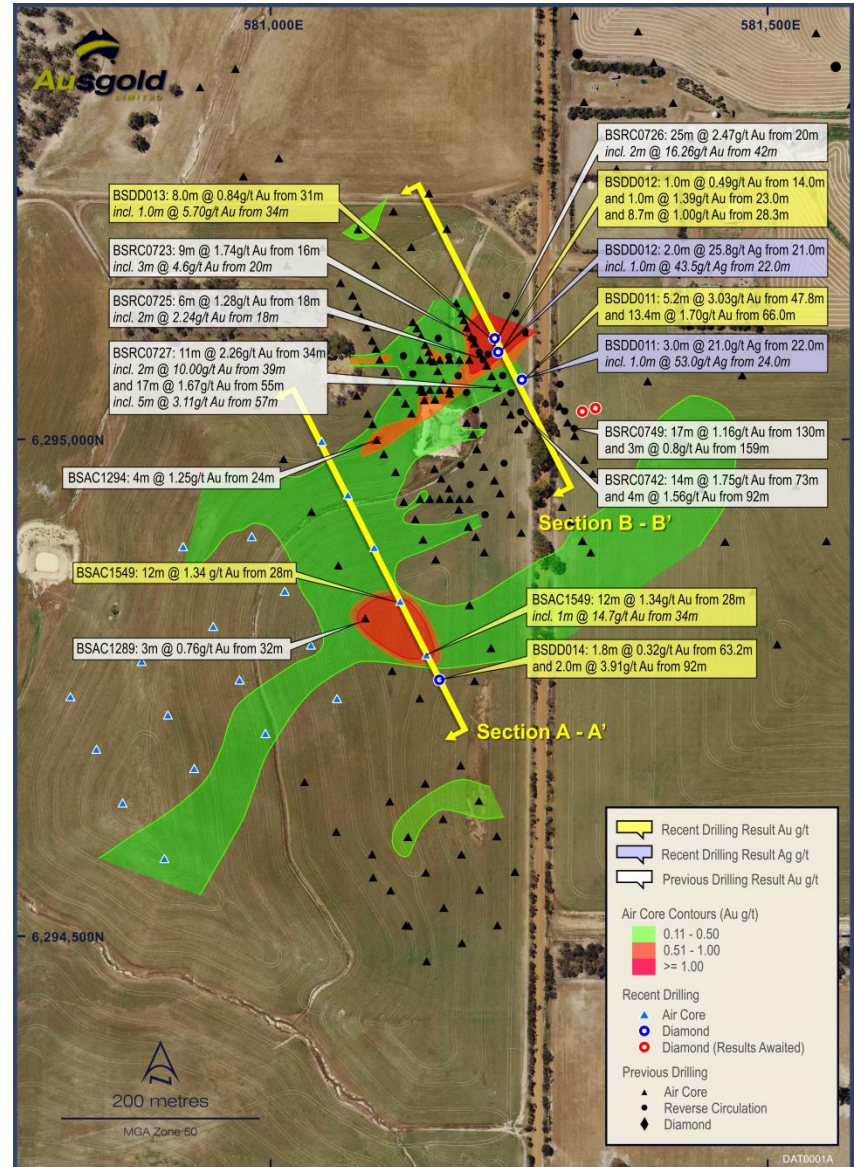 581,000E
581,500E
Ausgold
LIMITED
BSRC0726: 25m @ 2.47g/t Au from 20m
incl. 2m @ 16.26g/t Au from 42m
BSDD013: 8.0m @ 0.84g/t Au from 31m
incl. 1.0m @ 5.70g/t Au from 34m
BSDD012: 1.0m @ 0.49g/t Au from 14.0m
and 1.0m @ 1.39g/t Au from 23.0m
and 8.7m @ 1.00g/t Au from 28.3m
BSRC0723: 9m @ 1.74g/t Au from 16m
incl. 3m @ 4.6g/t Au from 20m
BSDD012: 2.0m @ 25.8g/t Ag from 21.0m
incl. 1.0m @ 43.5g/t Ag from 22.0m
BSRC0725: 6m @ 1.28g/t Au from 18m
incl. 2m @ 2.24g/t Au from 18m
BSDD011: 5.2m @ 3.03g/t Au from 47.8m
and 13.4m @ 1.70g/t Au from 66.0m
BSRC0727: 11m @ 2.26g/t Au from 34m
incl. 2m @ 10.00g/t Au from 39m
and 17m @ 1.67g/t Au from 55m
incl. 5m @ 3.11g/t Au from 57m
BSDD011: 3.0m @ 21.0g/t Ag from 22.0m
incl. 1.0m @ 53.0g/t Ag from 24.0m
6,295,000N
BSRC0749: 17m @ 1.16g/t Au from 130m
and 3m @ 0.8g/t Au from 159m
BSAC1294: 4m @ 1.25g/t Au from 24m
BSRC0742: 14m @ 1.75g/t Au from 73m
and 4m @ 1.56g/t Au from 92m
Section B - B'
BSAC1549: 12m @ 1.34 g/t Au from 28m
BSAC1549: 12m @ 1.34g/t Au from 28m
incl. 1m @ 14.7g/t Au from 34m
BSAC1289: 3m @ 0.76g/t Au from 32m
BSDD014: 1.8m @ 0.32g/t Au from 63.2m
and 2.0m @ 3.91g/t Au from 92m
Section A - A'
Recent Drilling Result Au g/t
Recent Drilling Result Ag g/t
Previous Drilling Result Au g/t
Air Core Contours (Au g/t)
0.11 - 0.50
0.51 - 1.00
>= 1.00
Recent Drilling
Air Core
Diamond
Diamond (Results Awaited)
Previous Drilling
Air Core
Reverse Circulation
Diamond
6,294,500N
N
200 metres
MGA Zone 50
DAT0001A